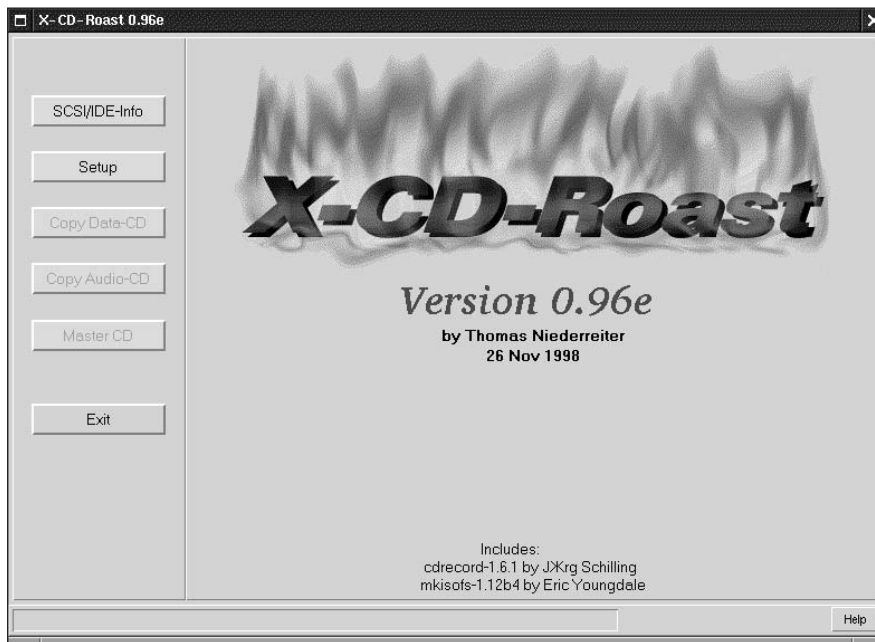 X-CD-Roast 0.96e
SCSI/IDE-Info
Setup
Copy Data-CD
Copy Audio-CD
Master CD
Exit
X-CD-Roast
Version 0.96e
by Thomas Niederreiter
26 Nov 1998
Includes:
cdrecord-1.6.1 by JЖrg Schilling
mkisofs-1.12b4 by Eric Youngdale
Help